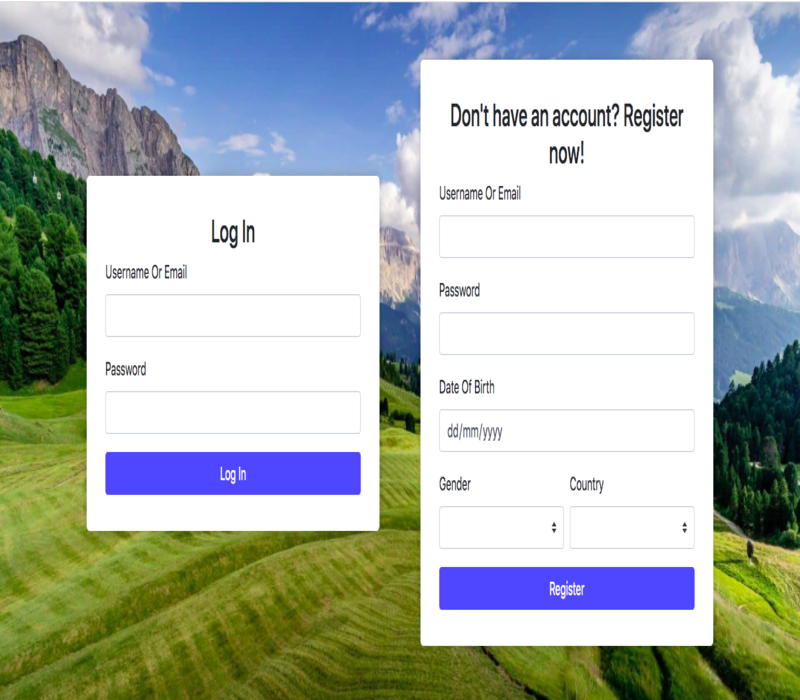 Log In
Username Or Email
Password
Log In
Don't have an account? Register
now!
Username Or Email
Password
Date Of Birth
dd/mm/yyyy
Gender Country
Register